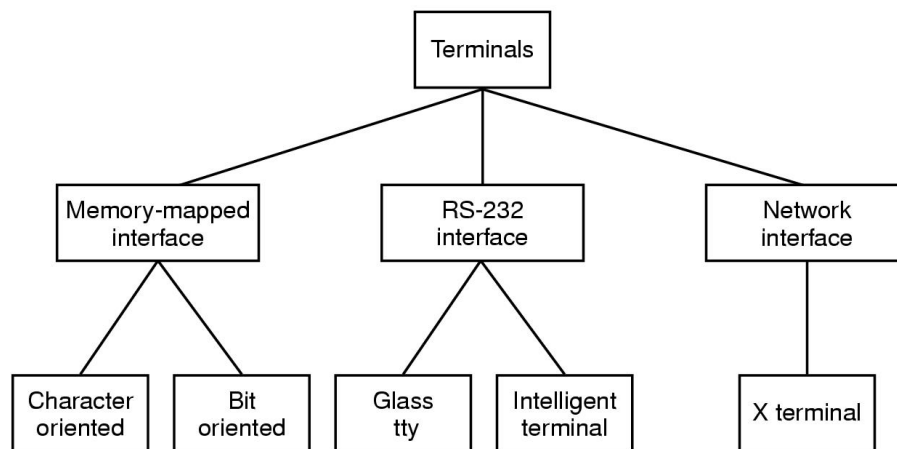 Terminals
Memory-mapped
interface
RS-232
interface
Network
interface
Character
oriented
Bit
oriented
Glass
tty
Intelligent
terminal
X terminal